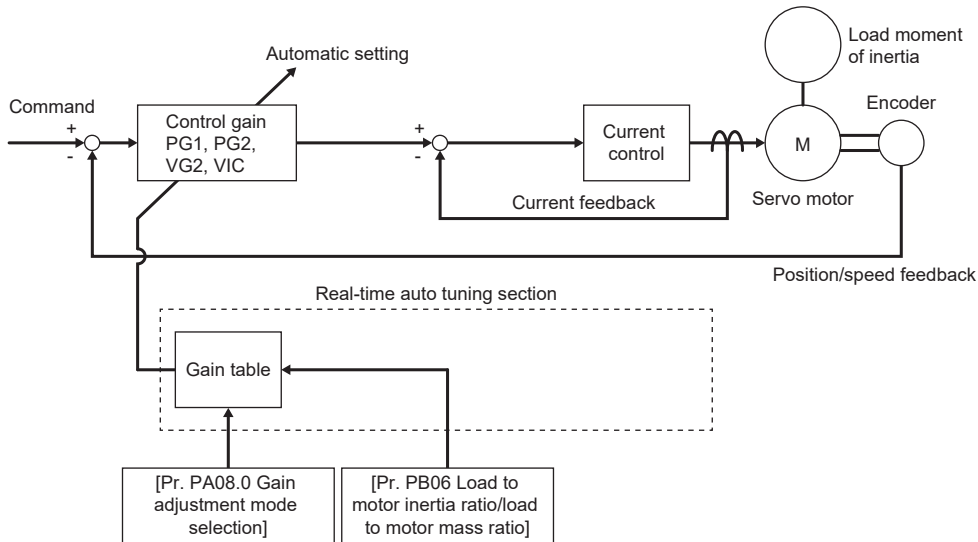 Load moment
of inertia
Automatic setting
Command
Encoder
+
-
Control gain
PG1, PG2,
VG2, VIC
+
-
Current
control
M
Current feedback
Servo motor
Position/speed feedback
Real-time auto tuning section
Gain table
[Pr. PA08.0 Gain
adjustment mode
selection]
[Pr. PB06 Load to
motor inertia ratio/load
to motor mass ratio]